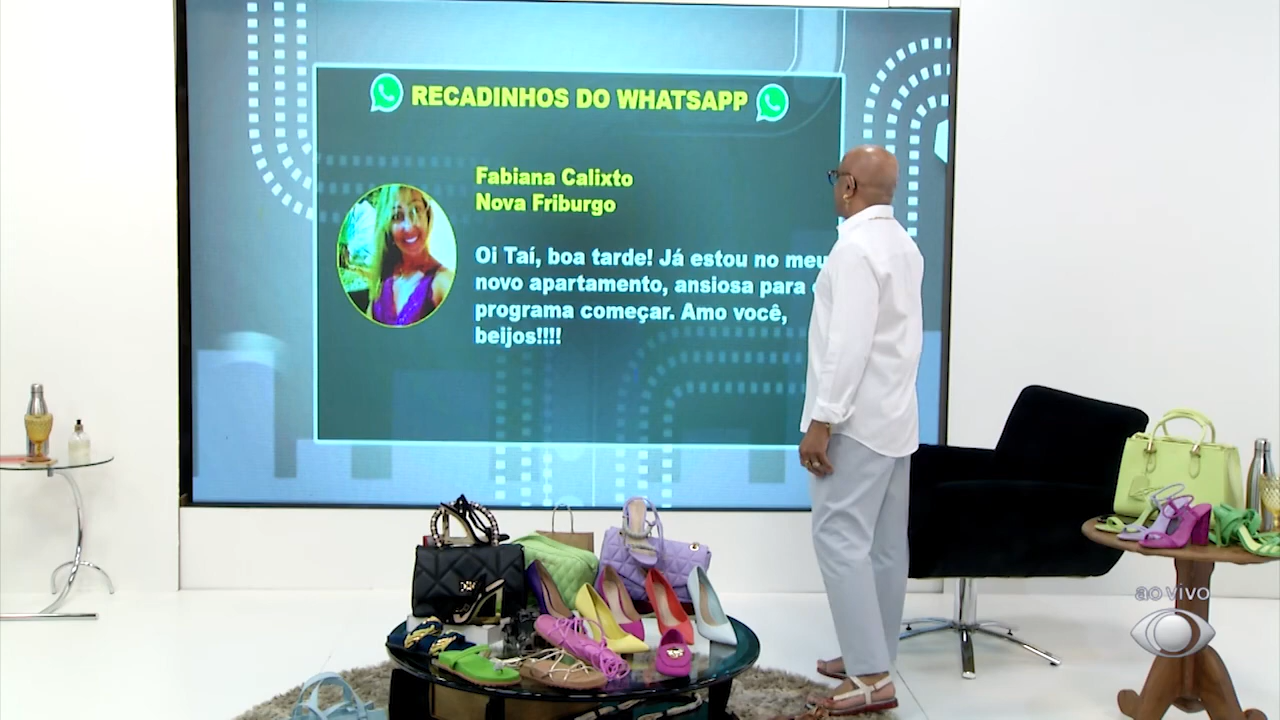 RECADINHOS DO WHATSAPP
Fabiana Calixto
Nova Friburgo
Oi Taí, boa tarde! Já estou no meu
novo apartamento, ansiosa para
programa começar. Amo você,
beijos!!!!
ao vivo